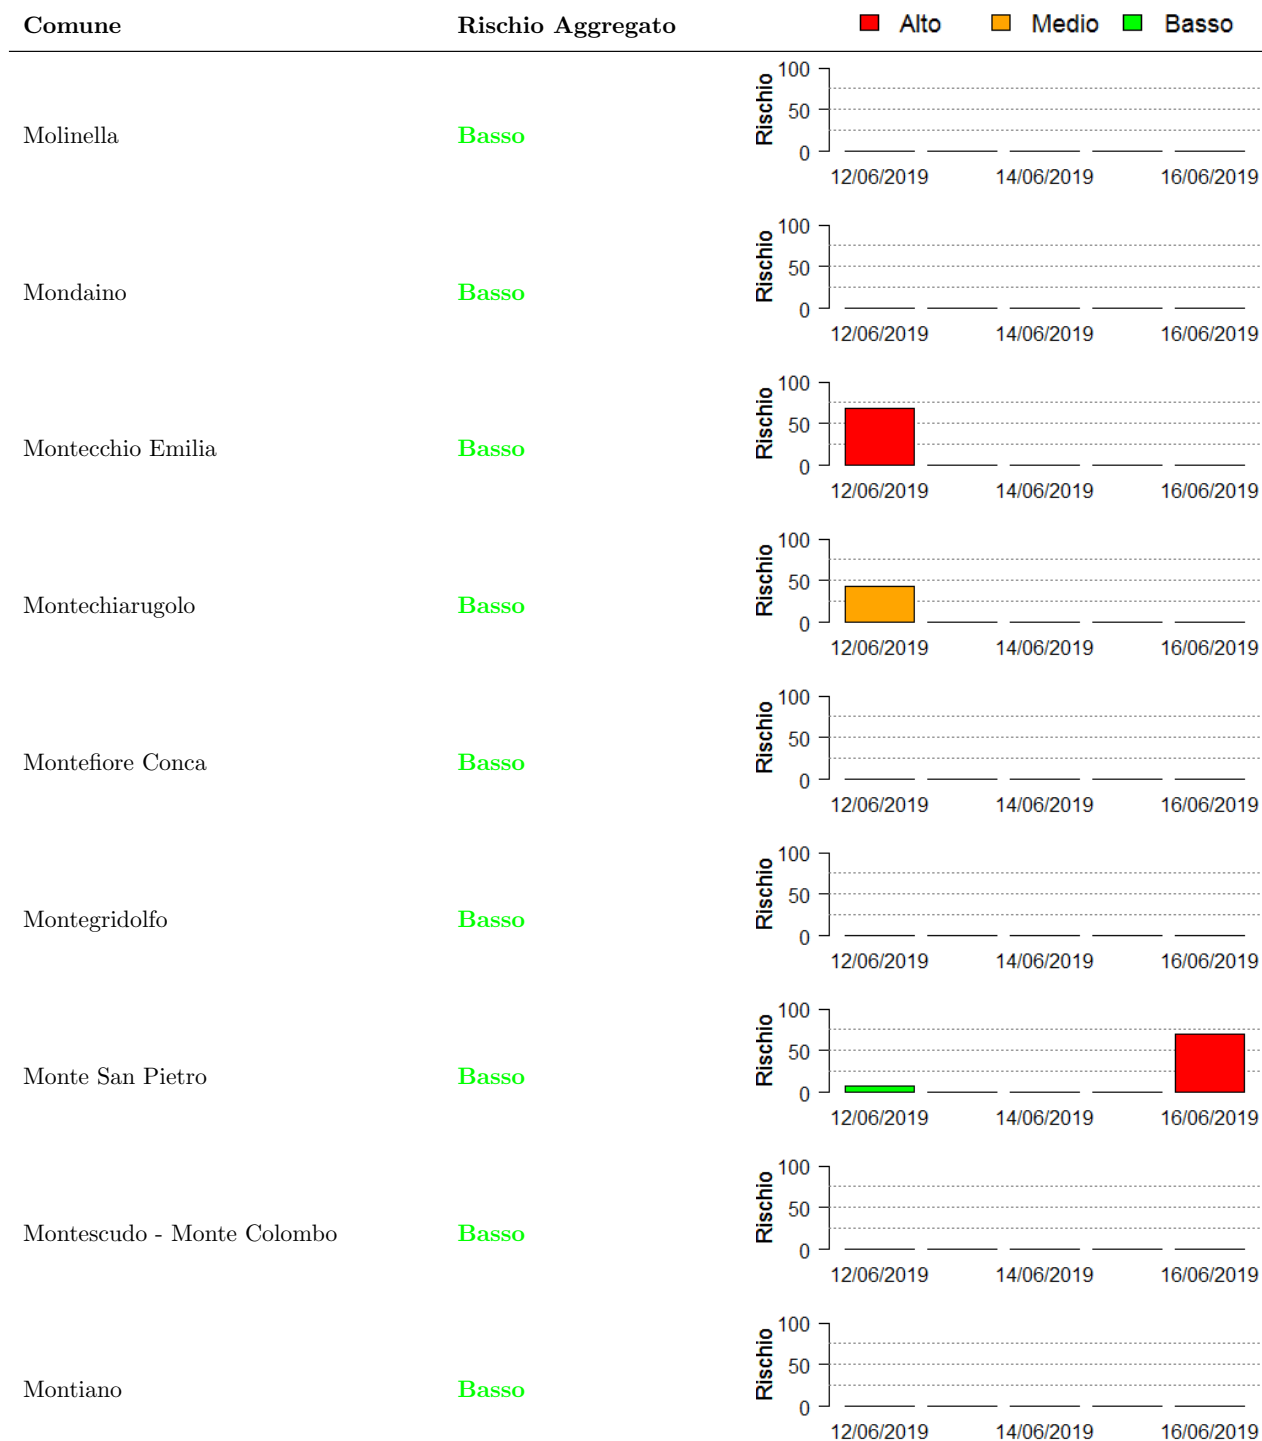 Comune Rischio Aggregato Alto Medio Basso
Molinella Basso
Rischio
100
50
0
12/06/2019 14/06/2019 16/06/2019
Mondaino Basso
Rischio
100
50
0
12/06/2019 14/06/2019 16/06/2019
Montecchio Emilia Basso
Rischio
100
50
0
12/06/2019 14/06/2019 16/06/2019
Montechiarugolo Basso
Rischio
100
50
0
12/06/2019 14/06/2019 16/06/2019
Montefiore Conca Basso
Rischio
100
50
0
12/06/2019 14/06/2019 16/06/2019
Montegridolfo Basso
Rischio
100
50
0
12/06/2019 14/06/2019 16/06/2019
Monte San Pietro Basso
Rischio
100
50
0
12/06/2019 14/06/2019 16/06/2019
Montescudo - Monte Colombo Basso
Rischio
100
50
0
12/06/2019 14/06/2019 16/06/2019
Montiano Basso
Rischio
100
50
0
12/06/2019 14/06/2019 16/06/2019